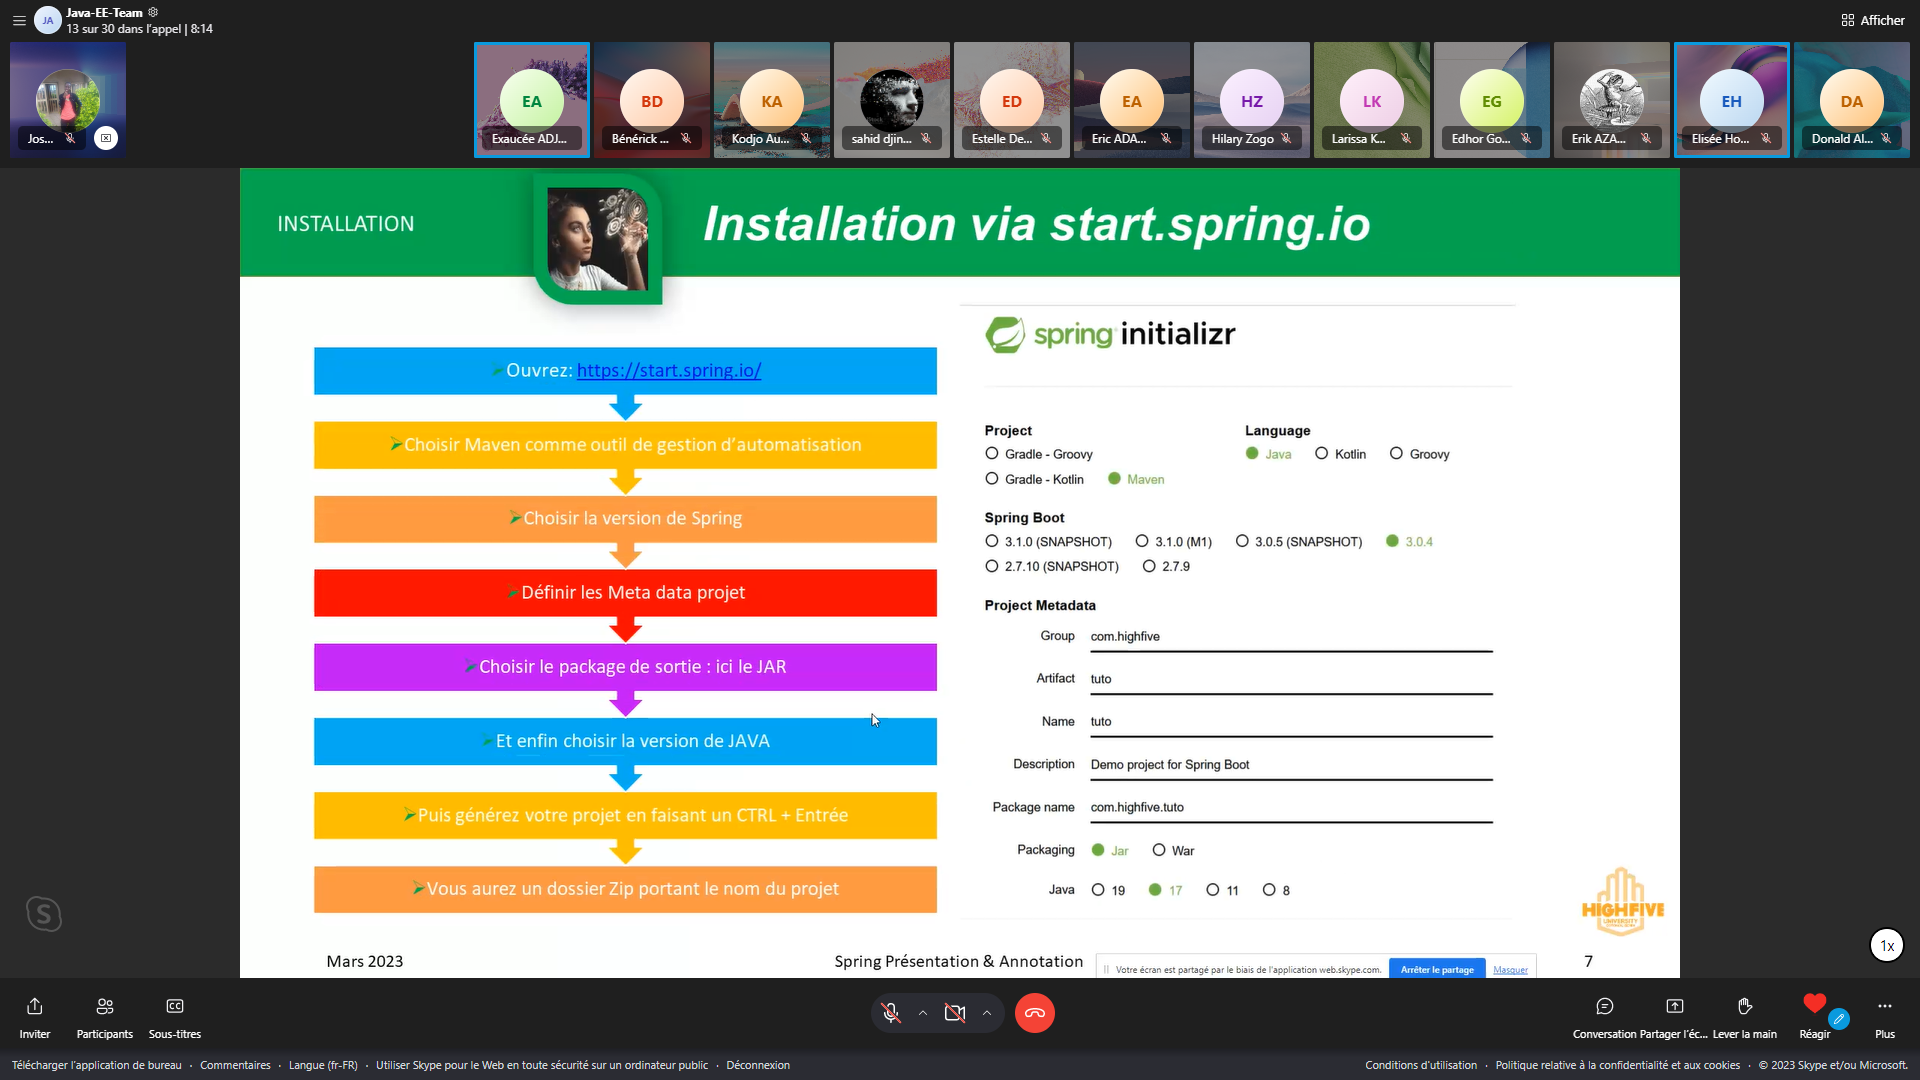 JA
Java-EE-Team
13 sur 30 dans l'appel | 8:14
Afficher
Jos...
EA
Exaucée ADJ...
BD
Bénérick ...
KA
Kodjo Au...
sahid djin...
ED
Estelle De...
EA
Eric ADA...
HZ
Hilary Zogo
LK
Larissa K...
EG
Edhor Go...
Erik AZA...
EH
Elisée Ho...
DA
Donald Al...
INSTALLATION
Installation via start.spring.io
Ouvrez: https://start.spring.io/
Choisir Maven comme outil de gestion d'automatisation
Choisir la version de Spring
Définir les Meta data projet
Choisir le package de sortie : ici le JAR
Et enfin choisir la version de JAVA
Puis générez votre projet en faisant un CTRL + Entrée
Vous aurez un dossier Zip portant le nom du projet
spring initializr
Project
Gradle - Groovy
Gradle - Kotlin Maven
Language
Java Kotlin Groovy
Spring Boot
3.1.0 (SNAPSHOT) 3.1.0 (M1) 3.0.5 (SNAPSHOT) 3.0.4
2.7.10 (SNAPSHOT) 2.7.9
Project Metadata
Group com.highfive
Artifact tuto
Name tuto
Description Demo project for Spring Boot
Package name com.highfive.tuto
Packaging Jar War
Java 19 17 11 8
HIGHFIVE
UNIVERSITY
S
1x
Mars 2023
Spring Présentation & Annotation
Votre écran est partagé par le biais de l'application web.skype.com.
Arrêter le partage
Masquer
7
Inviter
Participants
CC
Sous-titres
Conversation
Partager l'éc...
Lever la main
Réagir
Plus
Télécharger l'application de bureau · Commentaires · Langue (fr-FR) · Utiliser Skype pour le Web en toute sécurité sur un ordinateur public · Déconnexion
Conditions d'utilisation · Politique relative à la confidentialité et aux cookies · © 2023 Skype et/ou Microsoft.